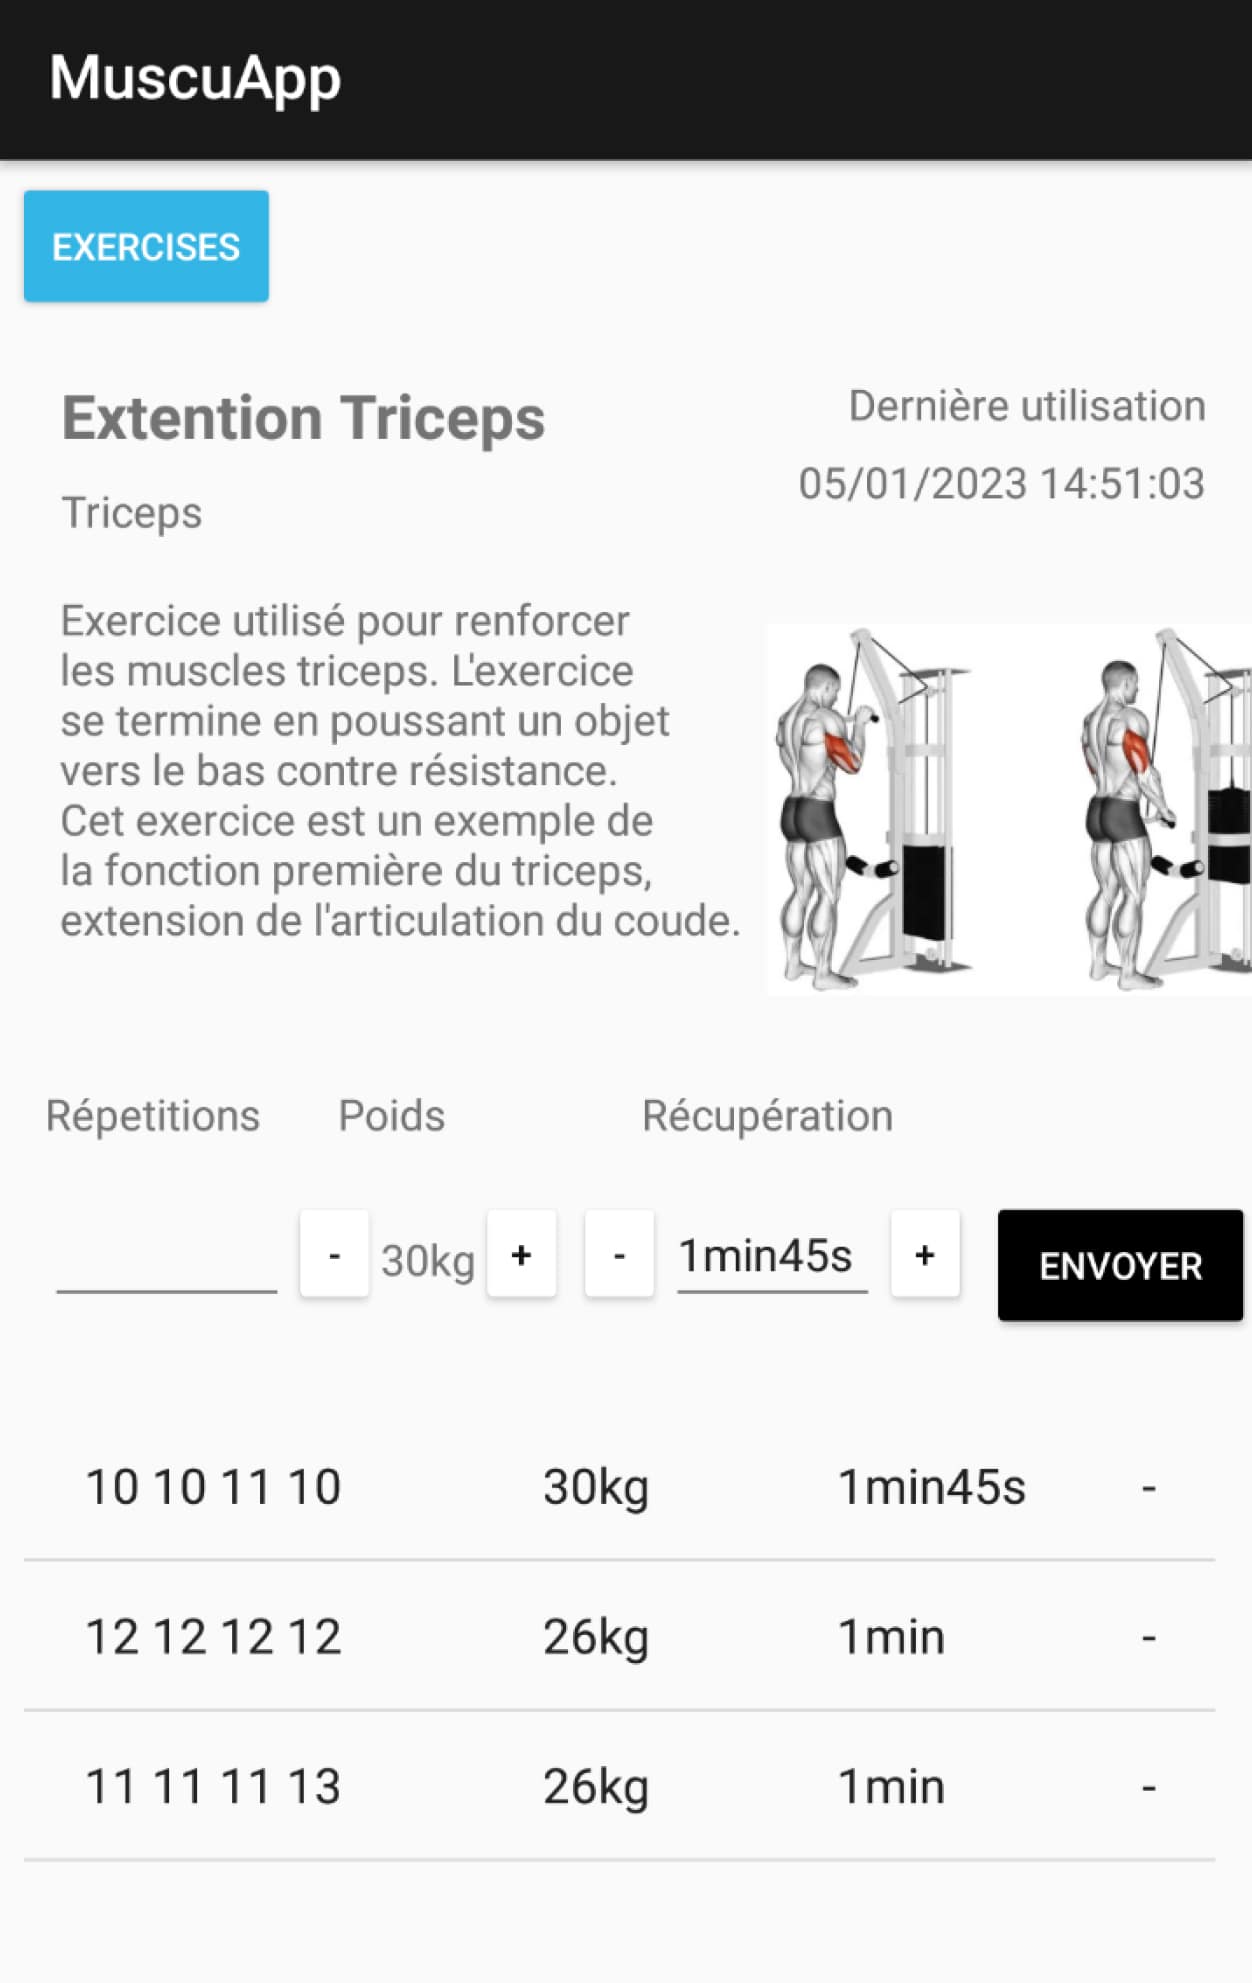 MuscuApp
EXERCISES
Extention Triceps
Dernière utilisation
05/01/2023 14:51:03
Triceps
Exercice utilisé pour renforcer
les muscles triceps. L'exercice
se termine en poussant un objet
vers le bas contre résistance.
Cet exercice est un exemple de
la fonction première du triceps,
extension de l'articulation du coude.
Répetitions Poids Récupération
- 30kg + - 1min45s + ENVOYER
10 10 11 10 30kg 1min45s -
12 12 12 12 26kg 1min -
11 11 11 13 26kg 1min -